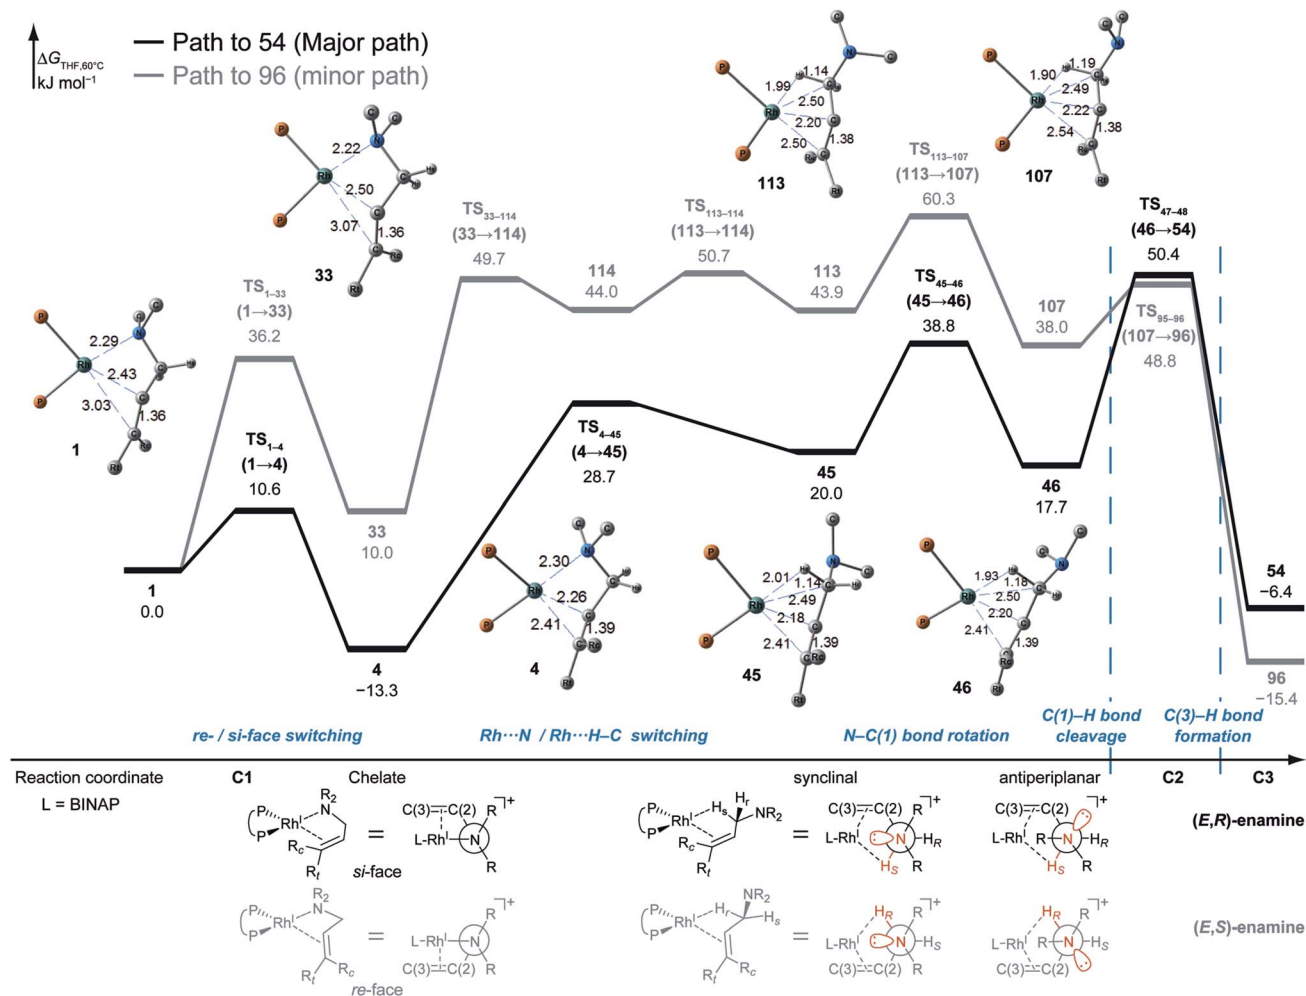 ΔG THF,60°C
kJ mol⁻¹
Path to 54 (Major path)
Path to 96 (minor path)
1
2.29
2.43
3.03
1.36
33
2.22
2.50
3.07
1.36
113
1.99
1.14
2.50
2.20
2.50
1.38
107
1.90
1.19
2.49
2.22
2.54
1.38
TS₁₋₃₃
(1→33)
36.2
TS₃₃₋₁₁₄
(33→114)
49.7
114
44.0
TS₁₁₃₋₁₁₄
(113→114)
50.7
113
43.9
TS₁₁₃₋₁₀₇
(113→107)
60.3
107
38.0
TS₄₇₋₄₈
(46→54)
50.4
TS₉₅₋₉₆
(107→96)
48.8
TS₁₋₄
(1→4)
10.6
33
10.0
TS₄₋₄₅
(4→45)
28.7
45
20.0
TS₄₅₋₄₆
(45→46)
38.8
46
17.7
1
0.0
4
−13.3
54
−6.4
96
−15.4
4
2.30
2.26
2.41
1.39
45
2.01
1.14
2.49
2.18
2.41
1.39
46
1.93
1.18
2.50
2.20
2.41
1.39
re- / si-face switching
Rh···N / Rh···H–C switching
N–C(1) bond rotation
C(1)–H bond
cleavage
C(3)–H bond
formation
Reaction coordinate
C1
Chelate
synclinal
antiperiplanar
C2
C3
L = BINAP
si-face
(E,R)-enamine
re-face
(E,S)-enamine